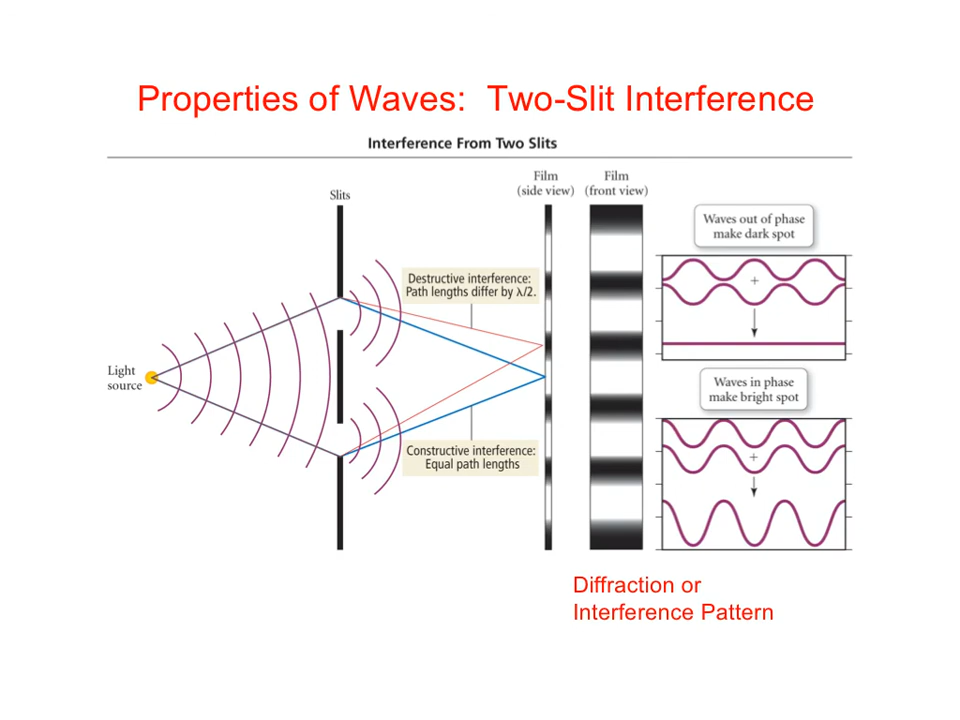 Properties of Waves:  Two-Slit Interference
Interference From Two Slits
Film
(side view)
Film
(front view)
Slits
Waves out of phase
make dark spot
Destructive interference:
Path lengths differ by λ/2.
+
Light
source
Waves in phase
make bright spot
Constructive interference:
Equal path lengths
+
Diffraction or
Interference Pattern